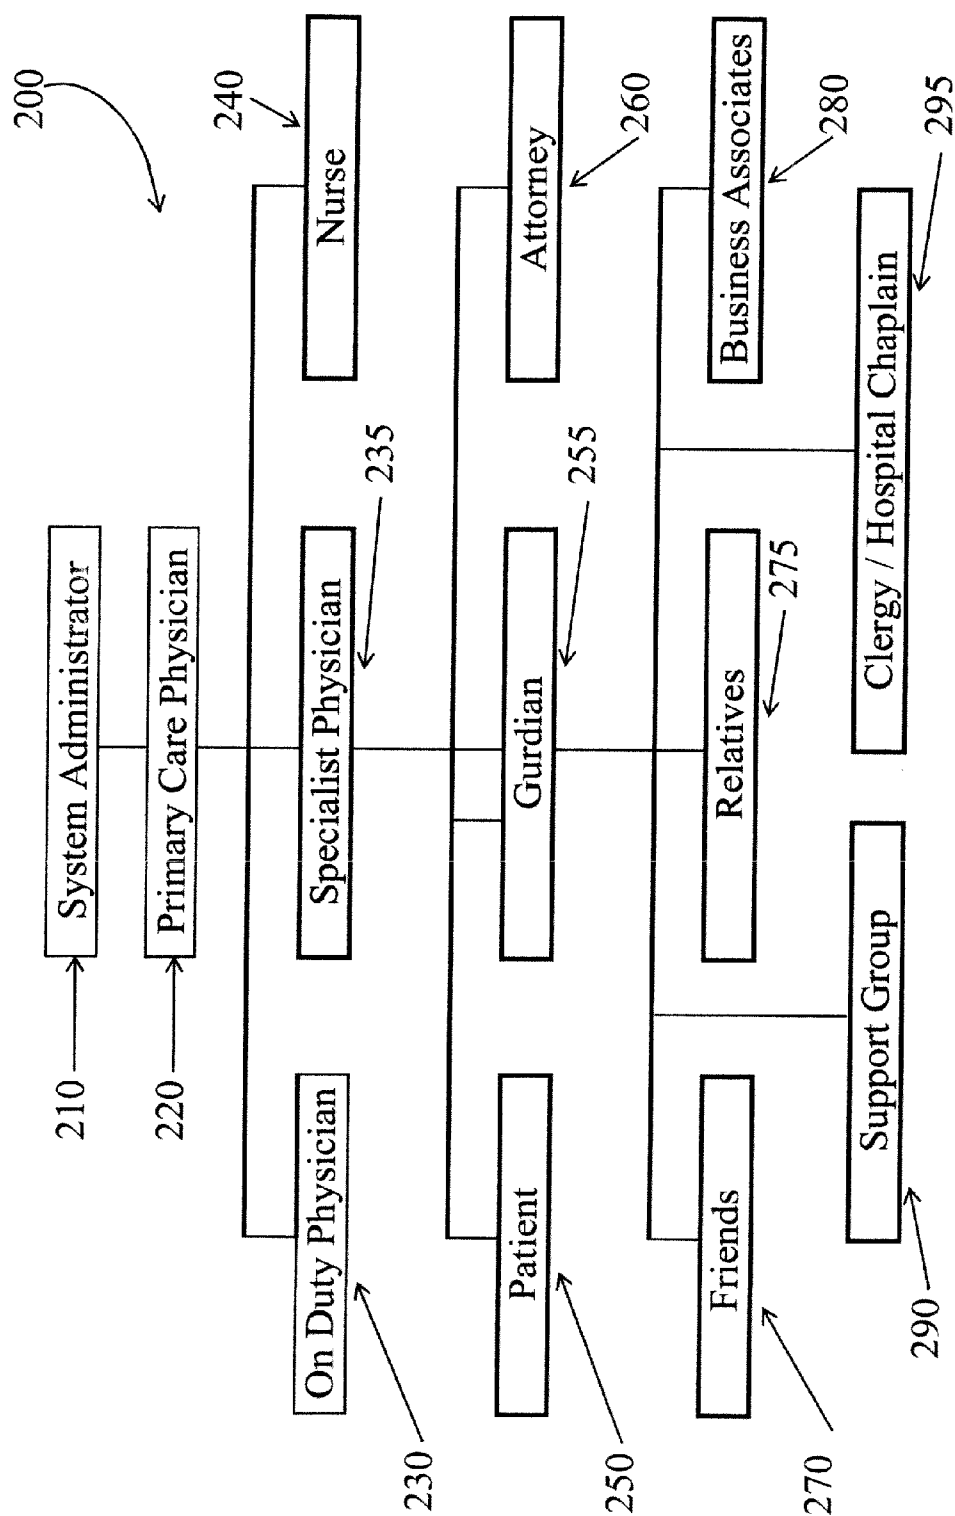 200
210
System Administrator
220
Primary Care Physician
240
On Duty Physician
Specialist Physician
Nurse
230
235
Patient
Gurdian
Attorney
250
255
260
Friends
Relatives
Business Associates
270
275
280
Support Group
Clergy / Hospital Chaplain
290
295